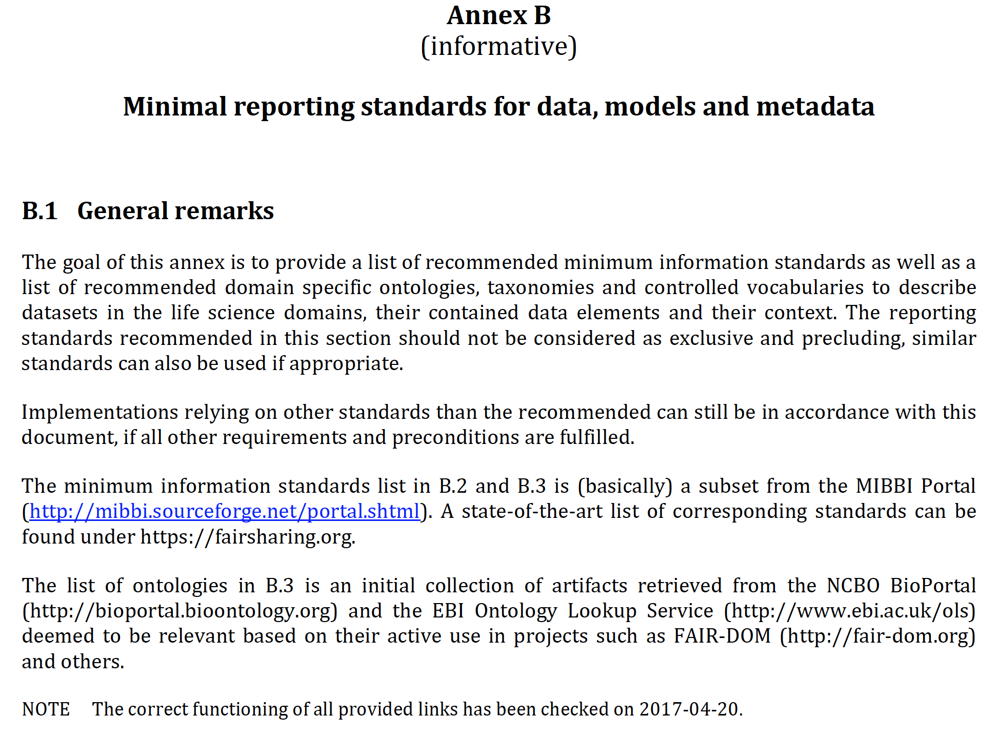 Annex B
(informative)
Minimal reporting standards for data, models and metadata
B.1 General remarks
The goal of this annex is to provide a list of recommended minimum information standards as well as a
list of recommended domain specific ontologies, taxonomies and controlled vocabularies to describe
datasets in the life science domains, their contained data elements and their context. The reporting
standards recommended in this section should not be considered as exclusive and precluding, similar
standards can also be used if appropriate.
Implementations relying on other standards than the recommended can still be in accordance with this
document, if all other requirements and preconditions are fulfilled.
The minimum information standards list in B.2 and B.3 is (basically) a subset from the MIBBI Portal
(http://mibbi.sourceforge.net/portal.shtml). A state-of-the-art list of corresponding standards can be
found under https://fairsharing.org.
The list of ontologies in B.3 is an initial collection of artifacts retrieved from the NCBO BioPortal
(http://bioportal.bioontology.org) and the EBI Ontology Lookup Service (http://www.ebi.ac.uk/ols)
deemed to be relevant based on their active use in projects such as FAIR-DOM (http://fair-dom.org)
and others.
NOTE The correct functioning of all provided links has been checked on 2017-04-20.